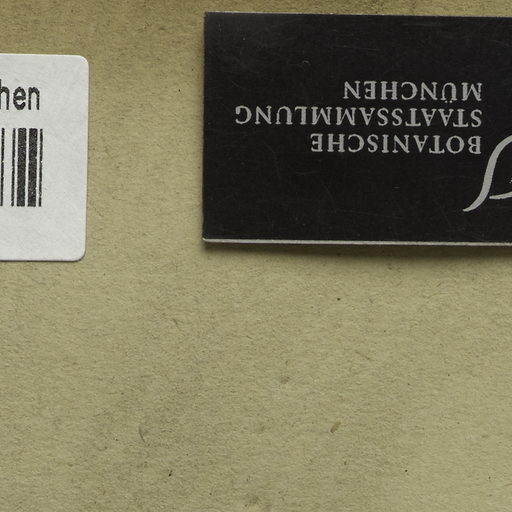 hen
BOTANISCHE
STAATSSAMMLUNG
MÜNCHEN